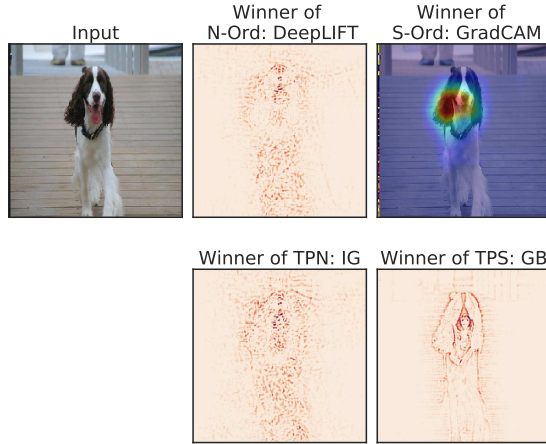 Input
Winner of
N-Ord: DeepLIFT
Winner of
S-Ord: GradCAM
Winner of TPN: IG
Winner of TPS: GB